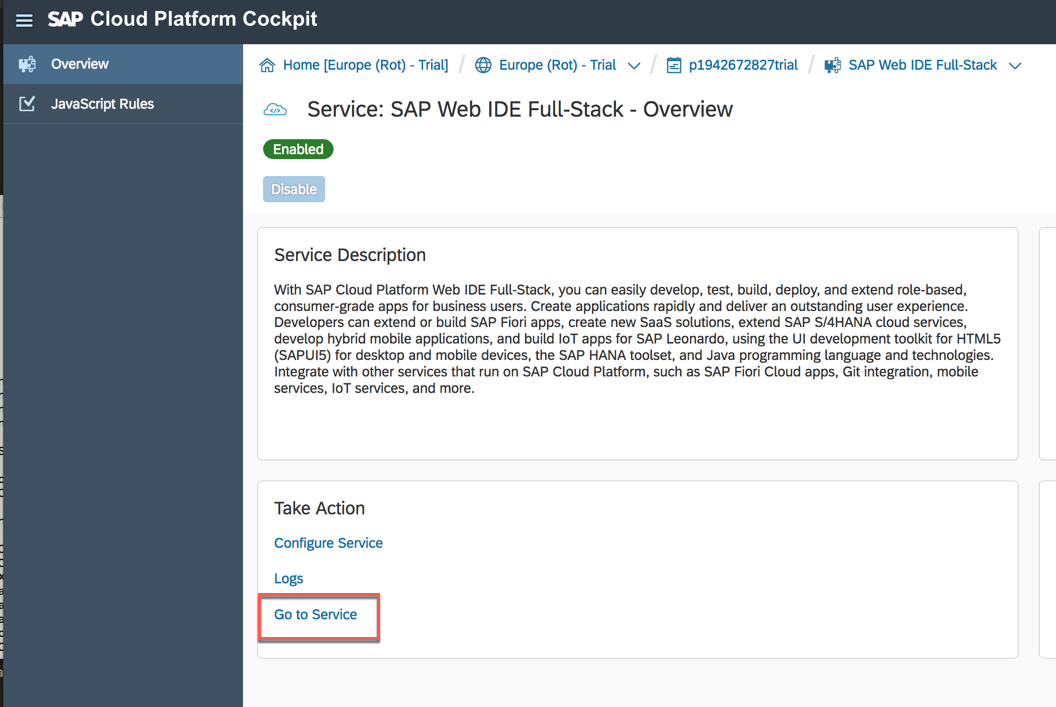 SAP Cloud Platform Cockpit
Overview
JavaScript Rules
Home [Europe (Rot) - Trial] / Europe (Rot) - Trial / p1942672827trial / SAP Web IDE Full-Stack
Service: SAP Web IDE Full-Stack - Overview
Enabled
Disable
Service Description
With SAP Cloud Platform Web IDE Full-Stack, you can easily develop, test, build, deploy, and extend role-based,
consumer-grade apps for business users. Create applications rapidly and deliver an outstanding user experience.
Developers can extend or build SAP Fiori apps, create new SaaS solutions, extend SAP S/4HANA cloud services,
develop hybrid mobile applications, and build IoT apps for SAP Leonardo, using the UI development toolkit for HTML5
(SAPUI5) for desktop and mobile devices, the SAP HANA toolset, and Java programming language and technologies.
Integrate with other services that run on SAP Cloud Platform, such as SAP Fiori Cloud apps, Git integration, mobile
services, IoT services, and more.
Take Action
Configure Service
Logs
Go to Service